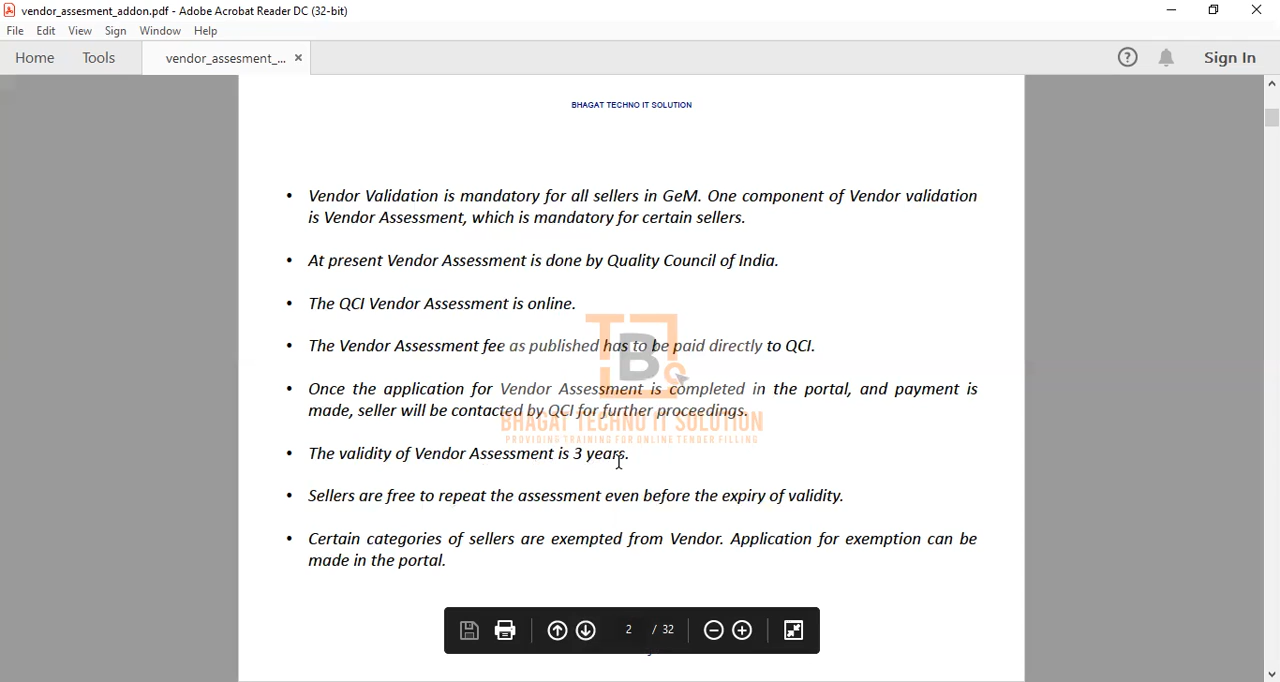 vendor_assesment_addon.pdf - Adobe Acrobat Reader DC (32-bit)
File Edit View Sign Window Help
Home Tools vendor_assesment_... × Sign In
BHAGAT TECHNO IT SOLUTION
• Vendor Validation is mandatory for all sellers in GeM. One component of Vendor validation
is Vendor Assessment, which is mandatory for certain sellers.
• At present Vendor Assessment is done by Quality Council of India.
• The QCI Vendor Assessment is online.
• The Vendor Assessment fee as published has to be paid directly to QCI.
• Once the application for Vendor Assessment is completed in the portal, and payment is
made, seller will be contacted by QCI for further proceedings.
BHAGAT TECHNO IT SOLUTION
PROVIDING TRAINING FOR ONLINE TENDER FILLING
• The validity of Vendor Assessment is 3 years.
• Sellers are free to repeat the assessment even before the expiry of validity.
• Certain categories of sellers are exempted from Vendor. Application for exemption can be
made in the portal.
2 / 32